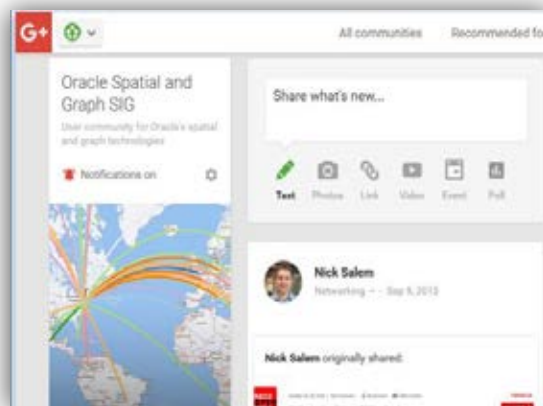 G+
All communities Recommended fo
Oracle Spatial and
Graph SIG
User community for Oracle's spatial
and graph technologies
Notifications on
Share what's new...
Text Photos Link Video Event Poll
Nick Salem
Networking - Sep 9, 2013
Nick Salem originally shared: